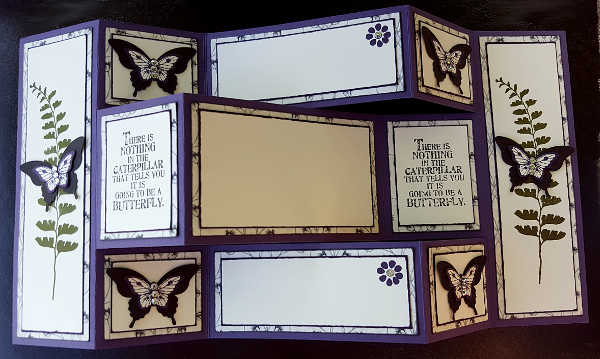 THERE IS
NOTHING
IN THE
CATERPILLAR
THAT TELLS YOU
IT IS
GOING TO BE A
BUTTERFLY.
THERE IS
NOTHING
IN THE
CATERPILLAR
THAT TELLS YOU
IT IS
GOING TO BE A
BUTTERFLY.